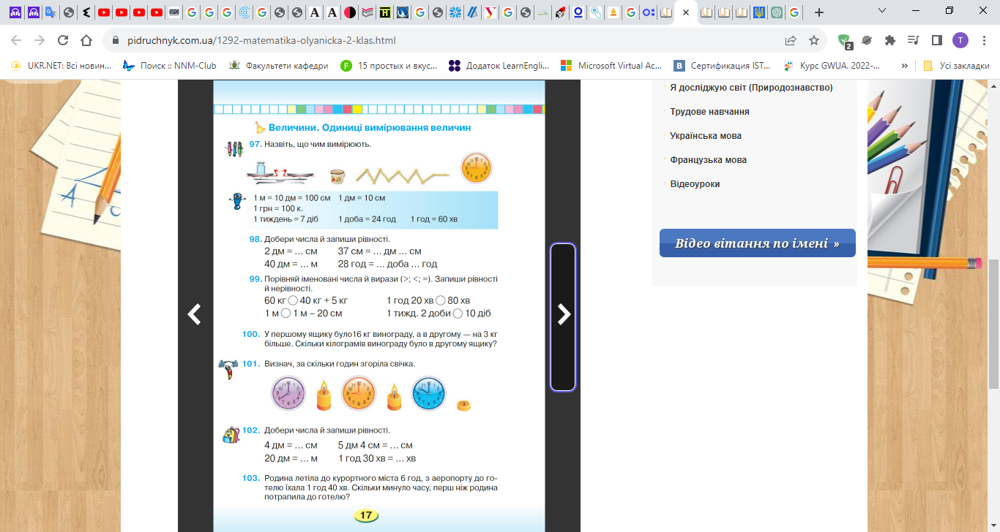 pidruchnyk.com.ua/1292-matematika-olyanicka-2-klas.html
2
T
UKR.NET: Всі новин...
Поиск :: NNM-Club
Факультети кафедри
15 простых и вкус...
Додаток LearnEngli...
Microsoft Virtual Ac...
Сертификация IST...
Курс GWUA. 2022-...
»
Усі закладки
Величини. Одиниці вимірювання величин
97. Назвіть, що чим вимірюють.
1 м = 10 дм = 100 см 1 дм = 10 см
1 грн = 100 к.
1 тиждень = 7 діб 1 доба = 24 год 1 год = 60 хв
98. Добери числа й запиши рівності.
2 дм = ... см 37 см = ... дм ... см
40 дм = ... м 28 год = ... доба ... год
99. Порівняй іменовані числа й вирази (>; <; =). Запиши рівності
й нерівності.
60 кг 40 кг + 5 кг 1 год 20 хв 80 хв
1 м 1 м – 20 см 1 тижд. 2 доби 10 діб
100. У першому ящику було16 кг винограду, а в другому — на 3 кг
більше. Скільки кілограмів винограду було в другому ящику?
101. Визнач, за скільки годин згоріла свічка.
102. Добери числа й запиши рівності.
4 дм = ... см 5 дм 4 см = ... см
20 дм = ... м 1 год 30 хв = ... хв
103. Родина летіла до курортного міста 6 год, з аеропорту до го-
телю їхала 1 год 40 хв. Скільки минуло часу, перш ніж родина
потрапила до готелю?
17
Я досліджую світ (Природознавство)
Трудове навчання
Українська мова
Французька мова
Відеоуроки
Відео вітання по імені »